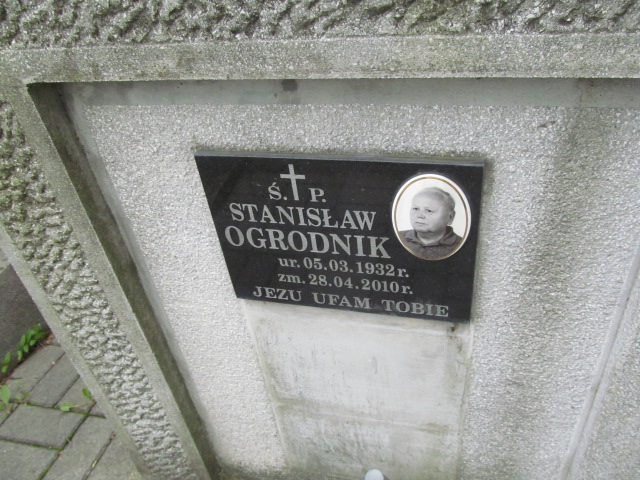 Ś. P.
STANISŁAW
OGRODNIK
ur. 05.03.1932 r.
zm. 28.04.2010 r.
JEZU UFAM TOBIE